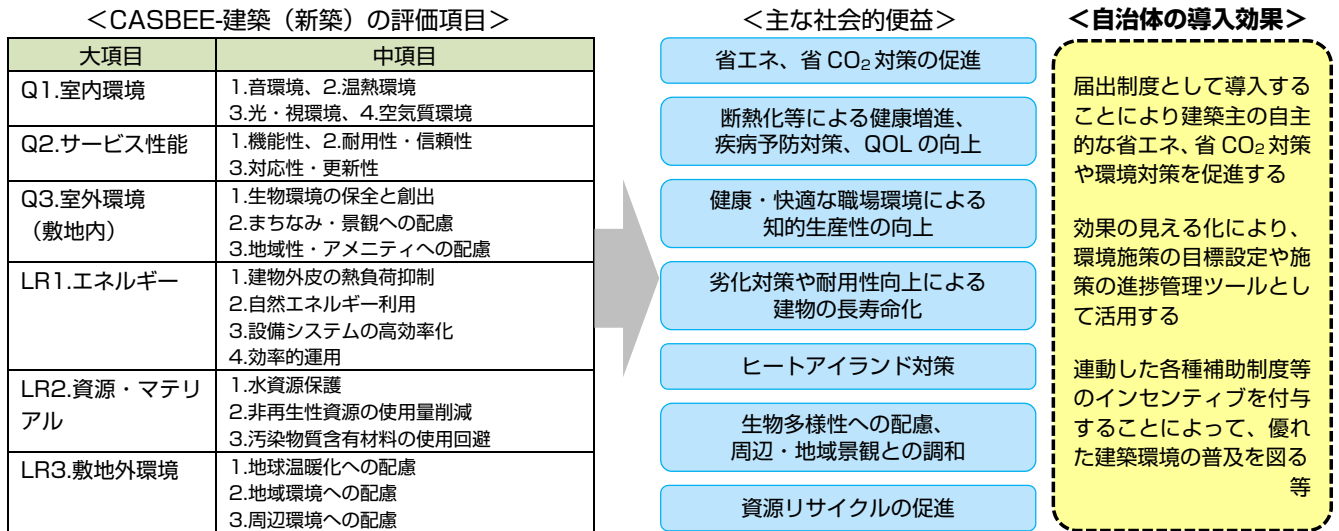 ＜CASBEE-建築（新築）の評価項目＞
大項目 中項目
Q1.室内環境
1.音環境、2.温熱環境
3.光・視環境、4.空気質環境
Q2.サービス性能
1.機能性、2.耐用性・信頼性
3.対応性・更新性
Q3.室外環境
（敷地内）
1.生物環境の保全と創出
2.まちなみ・景観への配慮
3.地域性・アメニティへの配慮
LR1.エネルギー
1.建物外皮の熱負荷抑制
2.自然エネルギー利用
3.設備システムの高効率化
4.効率的運用
LR2.資源・マテリ
アル
1.水資源保護
2.非再生性資源の使用量削減
3.汚染物質含有材料の使用回避
LR3.敷地外環境
1.地球温暖化への配慮
2.地域環境への配慮
3.周辺環境への配慮
＜主な社会的便益＞
省エネ、省 CO₂ 対策の促進
断熱化等による健康増進、
疾病予防対策、QOL の向上
健康・快適な職場環境による
知的生産性の向上
劣化対策や耐用性向上による
建物の長寿命化
ヒートアイランド対策
生物多様性への配慮、
周辺・地域景観との調和
資源リサイクルの促進
＜自治体の導入効果＞
届出制度として導入する
ことにより建築主の自主
的な省エネ、省 CO₂ 対策
や環境対策を促進する
効果の見える化により、
環境施策の目標設定や施
策の進捗管理ツールとし
て活用する
連動した各種補助制度等
のインセンティブを付与
することによって、優れ
た建築環境の普及を図る
等